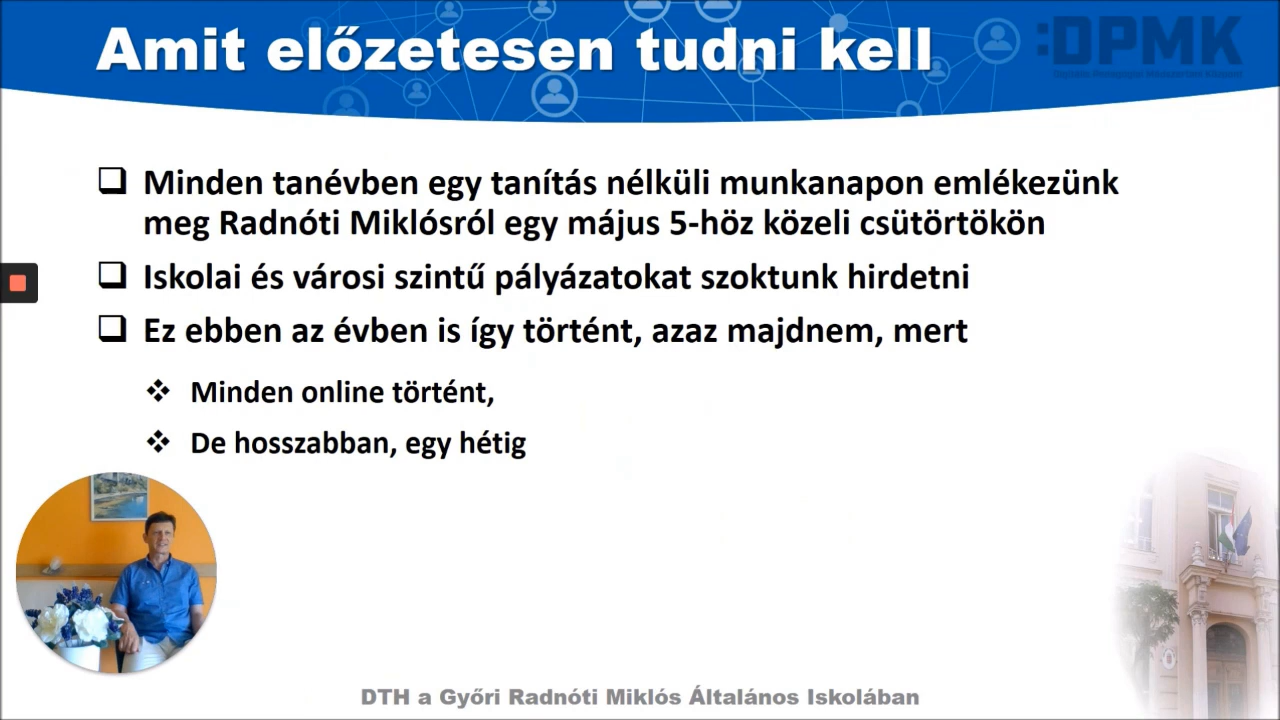 Amit előzetesen tudni kell
:DPMK
Minden tanévben egy tanítás nélküli munkanapon emlékezünk
meg Radnóti Miklósról egy május 5-höz közeli csütörtökön
Iskolai és városi szintű pályázatokat szoktunk hirdetni
Ez ebben az évben is így történt, azaz majdnem, mert
Minden online történt,
De hosszabban, egy hétig
DTH a Győri Radnóti Miklós Általános Iskolában